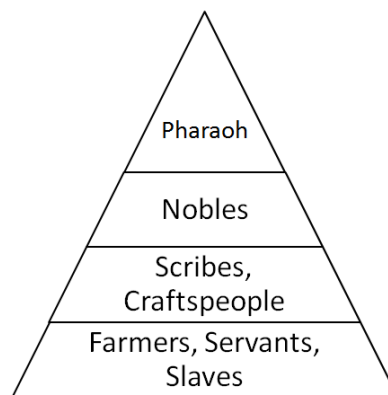 Pharaoh
Nobles
Scribes,
Craftspeople
Farmers, Servants,
Slaves